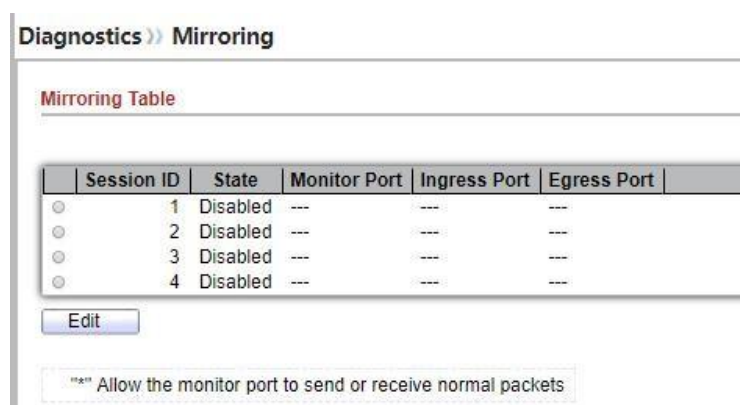 Diagnostics》 Mirroring
Mirroring Table
Session ID State Monitor Port Ingress Port Egress Port
1 Disabled --- --- ---
2 Disabled --- --- ---
3 Disabled --- --- ---
4 Disabled --- --- ---
Edit
"*" Allow the monitor port to send or receive normal packets